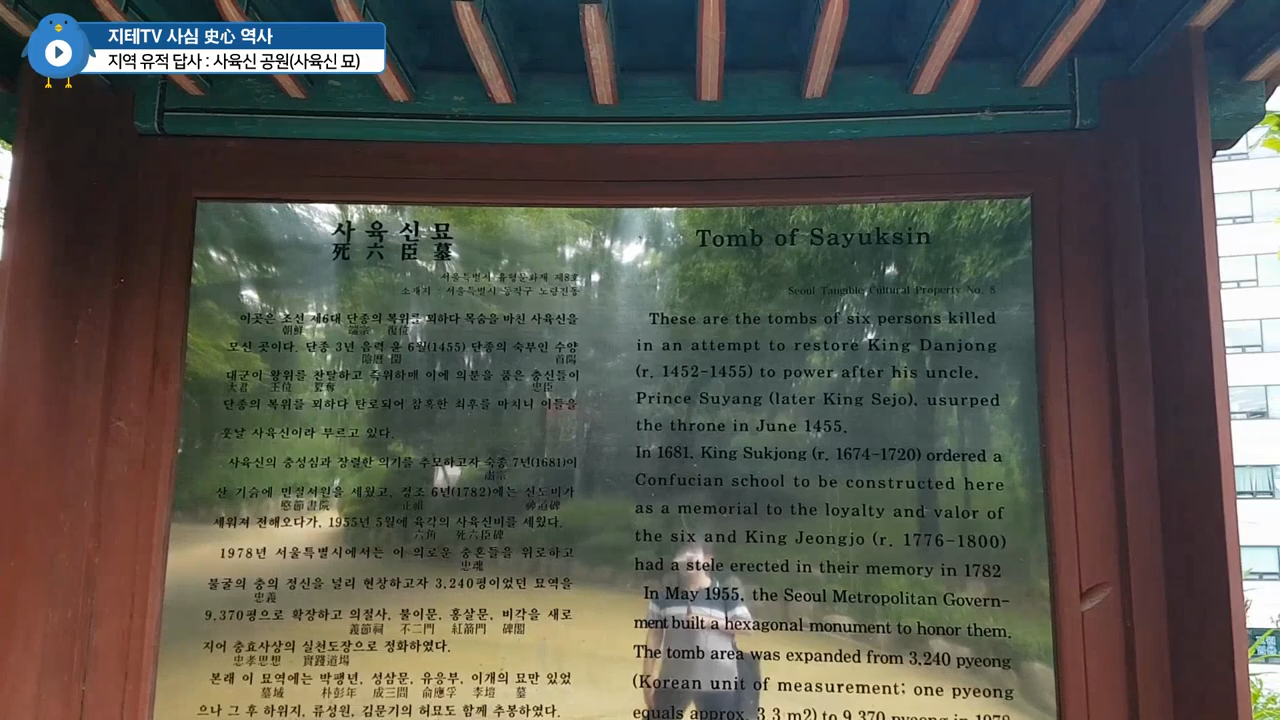 지테TV 사심 史心 역사
지역 유적 답사 : 사육신 공원(사육신 묘)
사육신묘
死六臣墓
서울특별시 유형문화재 제8호
소재지 : 서울특별시 동작구 노량진동
이곳은 조선 제6대 단종의 복위를 꾀하다 목숨을 바친 사육신을
朝鮮 端宗 復位
모신 곳이다. 단종 3년 음력 윤 6월(1455) 단종의 숙부인 수양
陰曆 閏 首陽
대군이 왕위를 찬탈하고 즉위하매 이에 의분을 품은 충신들이
大君 王位 簒奪 忠臣
단종의 복위를 꾀하다 탄로되어 참혹한 최후를 마치니 이들을
훗날 사육신이라 부르고 있다.
사육신의 충성심과 장렬한 의기를 추모하고자 숙종 7년(1681)이
肅宗
산 기슭에 민절서원을 세웠고, 정조 6년(1782)에는 신도비가
愍節書院 正祖 神道碑
세워져 전해오다가, 1955년 5월에 육각의 사육신비를 세웠다.
六角 死六臣碑
1978년 서울특별시에서는 이 의로운 충혼들을 위로하고
忠魂
불굴의 충의 정신을 널리 현창하고자 3,240평이었던 묘역을
忠義
9,370평으로 확장하고 의절사, 불이문, 홍살문, 비각을 새로
義節祠 不二門 紅箭門 碑閣
지어 충효사상의 실천도장으로 정화하였다.
忠孝思想 實踐道場
본래 이 묘역에는 박팽년, 성삼문, 유응부, 이개의 묘만 있었
墓域 朴彭年 成三問 兪應孚 李塏 墓
으나 그 후 하위지, 류성원, 김문기의 허묘도 함께 추봉하였다.
Tomb of Sayuksin
Seoul Tangible Cultural Property No. 8
These are the tombs of six persons killed
in an attempt to restore King Danjong
(r. 1452-1455) to power after his uncle,
Prince Suyang (later King Sejo), usurped
the throne in June 1455.
In 1681, King Sukjong (r. 1674-1720) ordered a
Confucian school to be constructed here
as a memorial to the loyalty and valor of
the six and King Jeongjo (r. 1776-1800)
had a stele erected in their memory in 1782
In May 1955, the Seoul Metropolitan Govern-
ment built a hexagonal monument to honor them.
The tomb area was expanded from 3,240 pyeong
(Korean unit of measurement; one pyeong
equals approx. 3.3 m2) to 9,370 pyeong in 1978